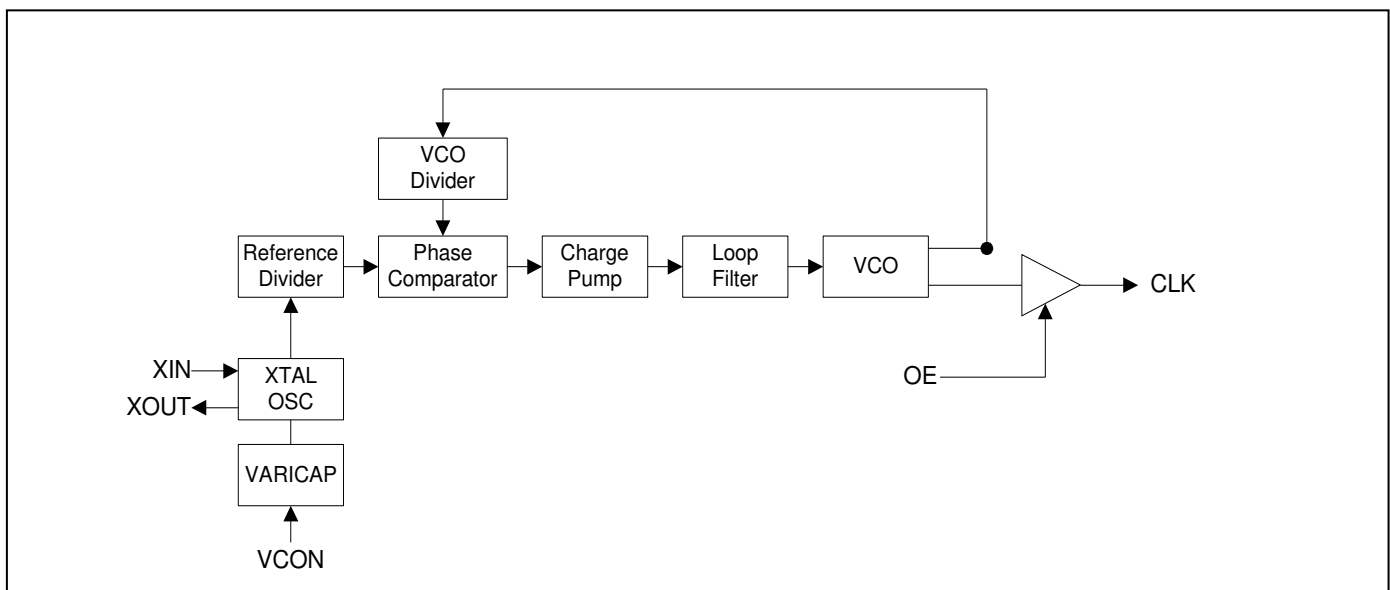 VCO
Divider
Reference
Divider
Phase
Comparator
Charge
Pump
Loop
Filter
VCO
CLK
XIN
XOUT
XTAL
OSC
OE
VARICAP
VCON